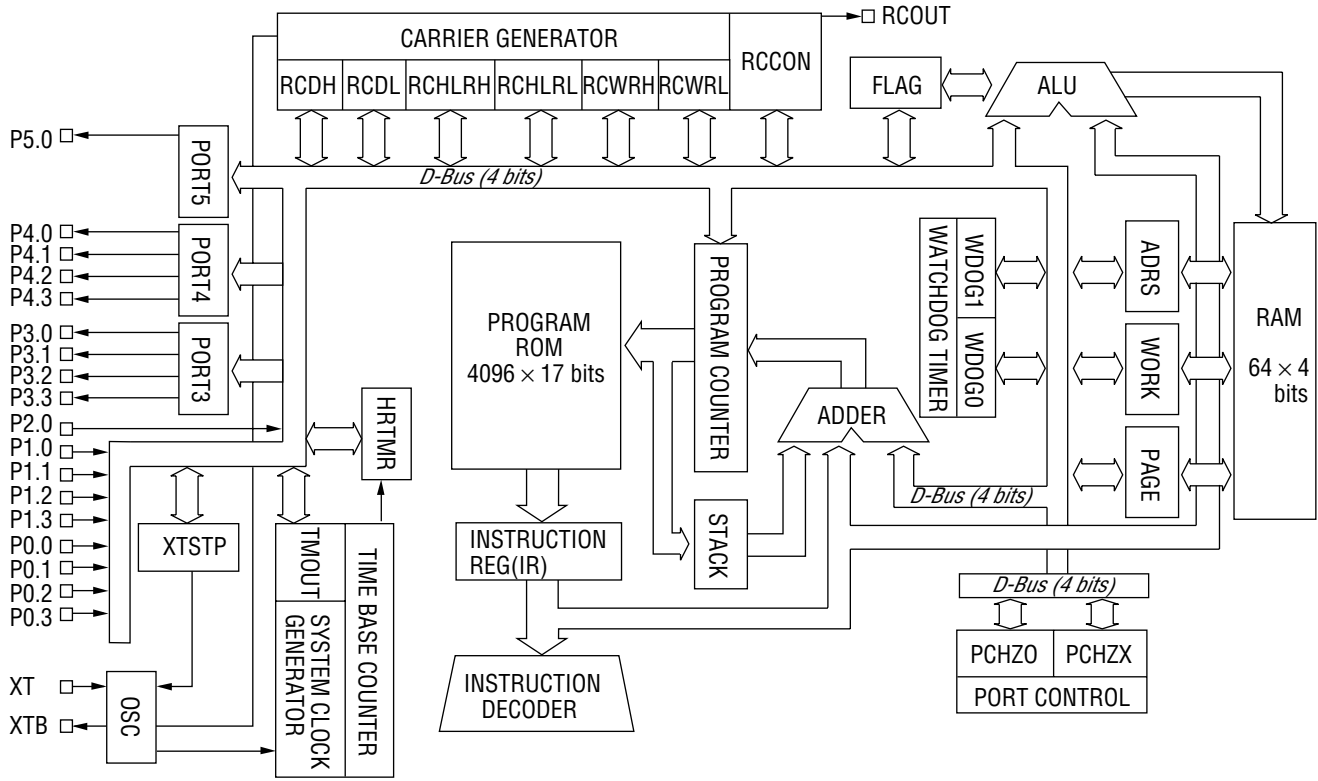 RCOUT
CARRIER GENERATOR
RCCON
RCDH RCDL RCHLRH RCHLRL RCWRH RCWRL
FLAG
ALU
P5.0
PORT5
D-Bus (4 bits)
P4.0
P4.1
P4.2
P4.3
PORT4
P3.0
P3.1
P3.2
P3.3
PORT3
P2.0
P1.0
P1.1
P1.2
P1.3
P0.0
P0.1
P0.2
P0.3
XT
XTB
OSC
XTSTP
HRTMR
TMOUT
SYSTEM CLOCK
GENERATOR
TIME BASE COUNTER
PROGRAM
ROM
4096 × 17 bits
INSTRUCTION
REG(IR)
INSTRUCTION
DECODER
PROGRAM COUNTER
STACK
ADDER
WATCHDOG TIMER
WDOG1
WDOG0
D-Bus (4 bits)
ADRS
WORK
PAGE
RAM
64 × 4
bits
D-Bus (4 bits)
PCHZO PCHZX
PORT CONTROL